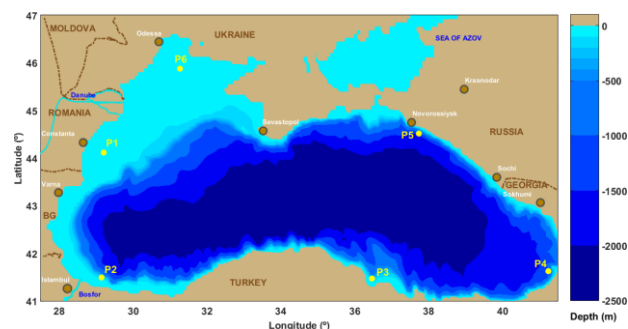 47
46
45
44
43
42
41
Latitude (º)
MOLDOVA
Odessa
UKRAINE
SEA OF AZOV
P6
Krasnodar
Danube
ROMANIA
Constanta
P1
Sevastopol
Novorossiysk
P5
RUSSIA
Varna
Sochi
GEORGIA
Sokhumi
BG
P2
P3
P4
Istambul
Bosfor
TURKEY
28
30
32
34
36
38
40
Longitude (º)
0
-500
-1000
-1500
-2000
-2500
Depth (m)